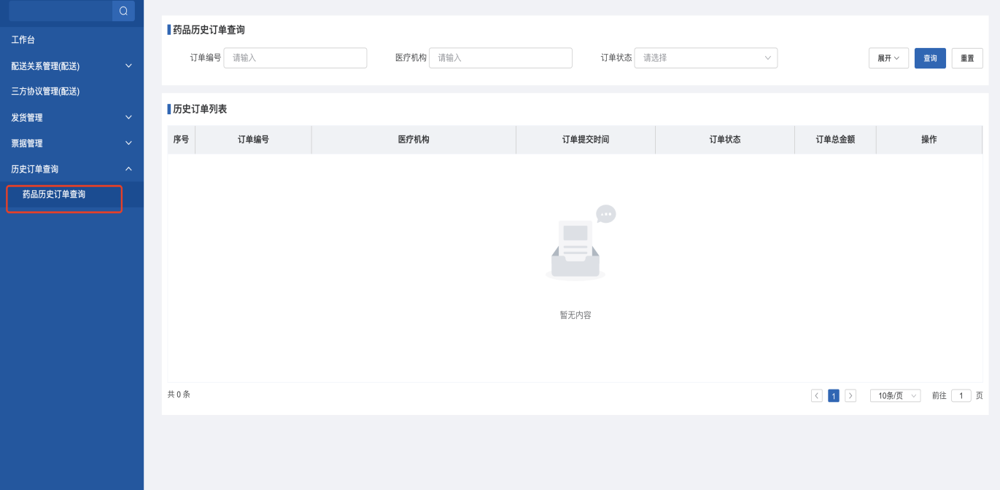 工作台
配送关系管理(配送)
三方协议管理(配送)
发货管理
票据管理
历史订单查询
药品历史订单查询
药品历史订单查询
订单编号 请输入 医疗机构 请输入 订单状态 请选择 展开 查询 重置
历史订单列表
序号 订单编号 医疗机构 订单提交时间 订单状态 订单总金额 操作
暂无内容
共 0 条 1 10条/页 前往 1 页